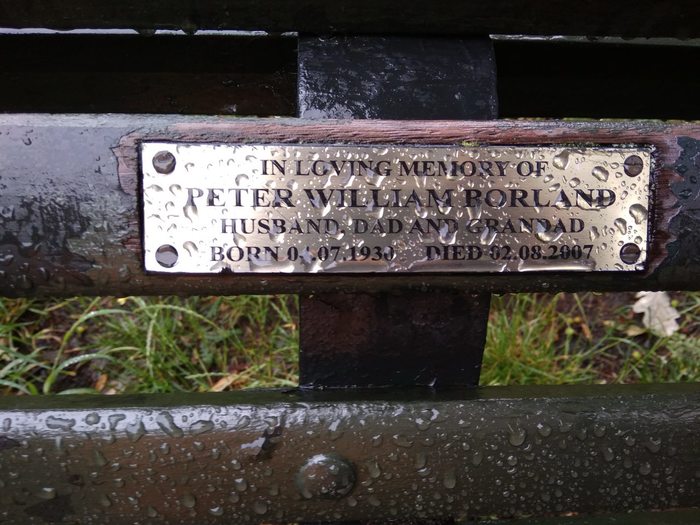 IN LOVING MEMORY OF
PETER WILLIAM BORLAND
HUSBAND, DAD AND GRANDAD
BORN DIED 02.08.2007